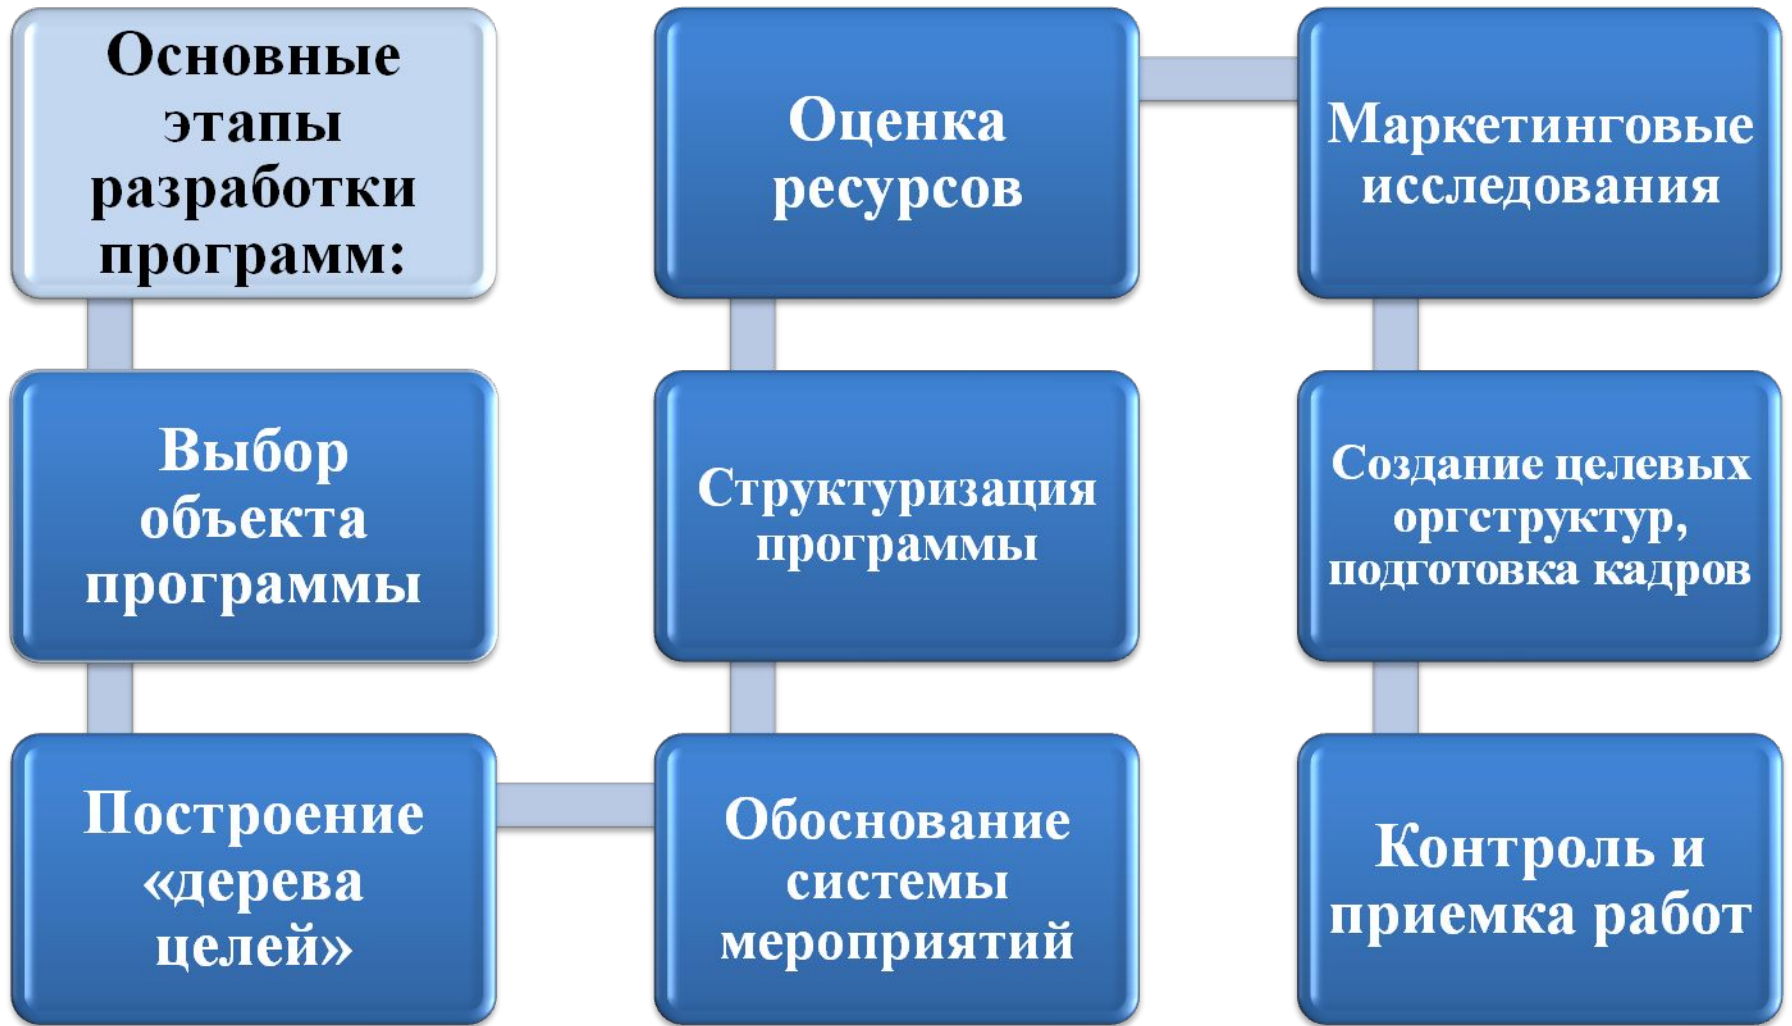 Основные
этапы
разработки
программ:
Выбор
объекта
программы
Построение
«дерева
целей»
Обоснование
системы
мероприятий
Структуризация
программы
Оценка
ресурсов
Маркетинговые
исследования
Создание целевых
оргструктур,
подготовка кадров
Контроль и
приемка работ